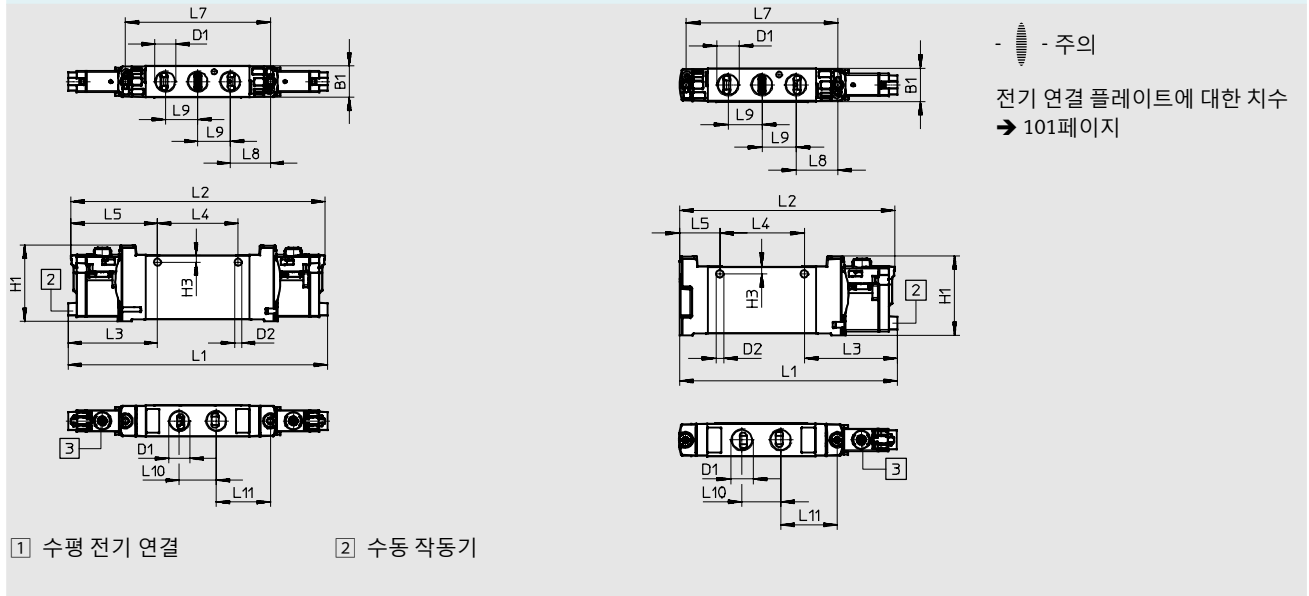 L7
D1
B1
L9
L9
L8
L2
L5
L4
H1
H3
2
L3
D2
L1
3
D1
L10
L11
L7
D1
B1
L9
L9
L8
L2
L5
L4
H3
H1
2
D2
L3
L1
D1
L10
L11
3
- - 주의
전기 연결 플레이트에 대한 치수
➔ 101페이지
1 수평 전기 연결
2 수동 작동기